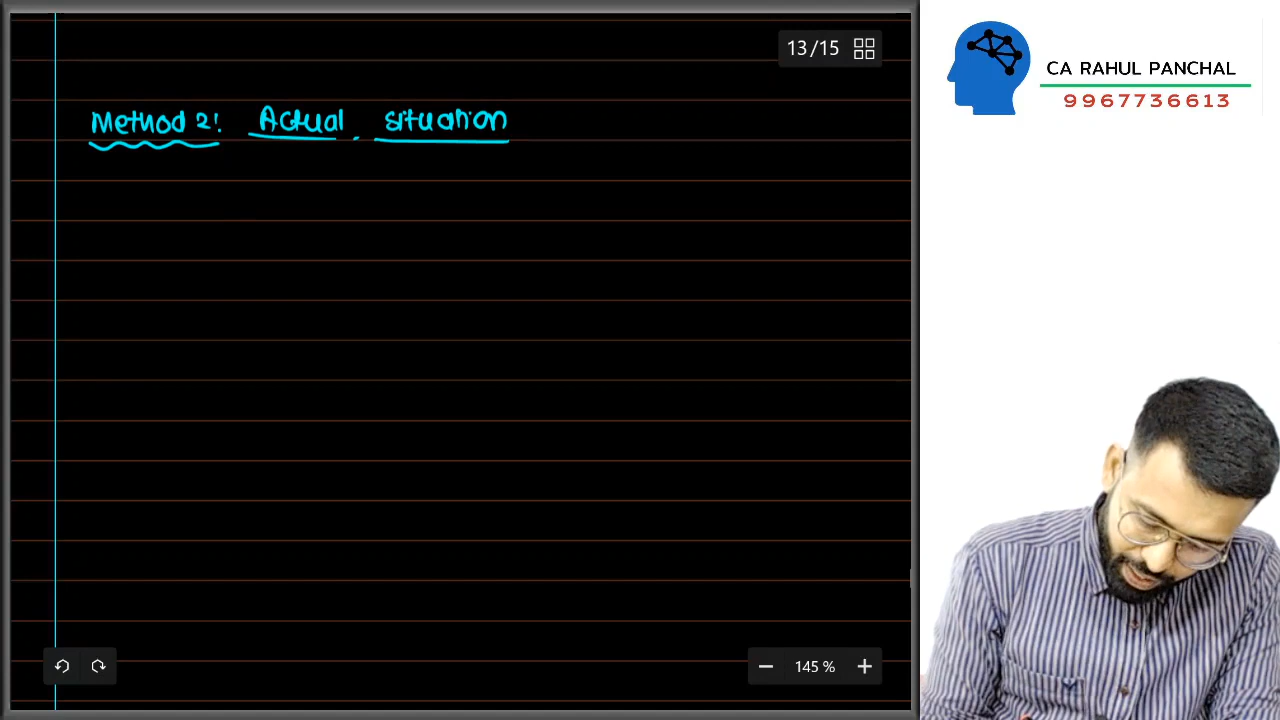 13/15
CA RAHUL PANCHAL
9967736613
Method 2: Actual situation
145 %